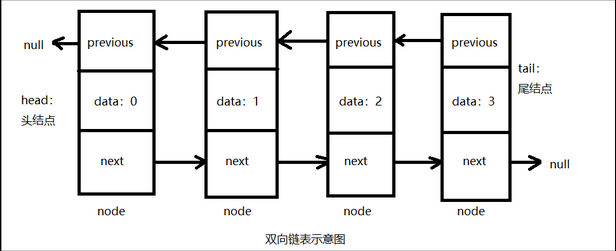 null
previous
previous
previous
previous
head:
头结点
data: 0
data: 1
data: 2
data: 3
tail:
尾结点
next
next
next
next
null
node
node
node
node
双向链表示意图